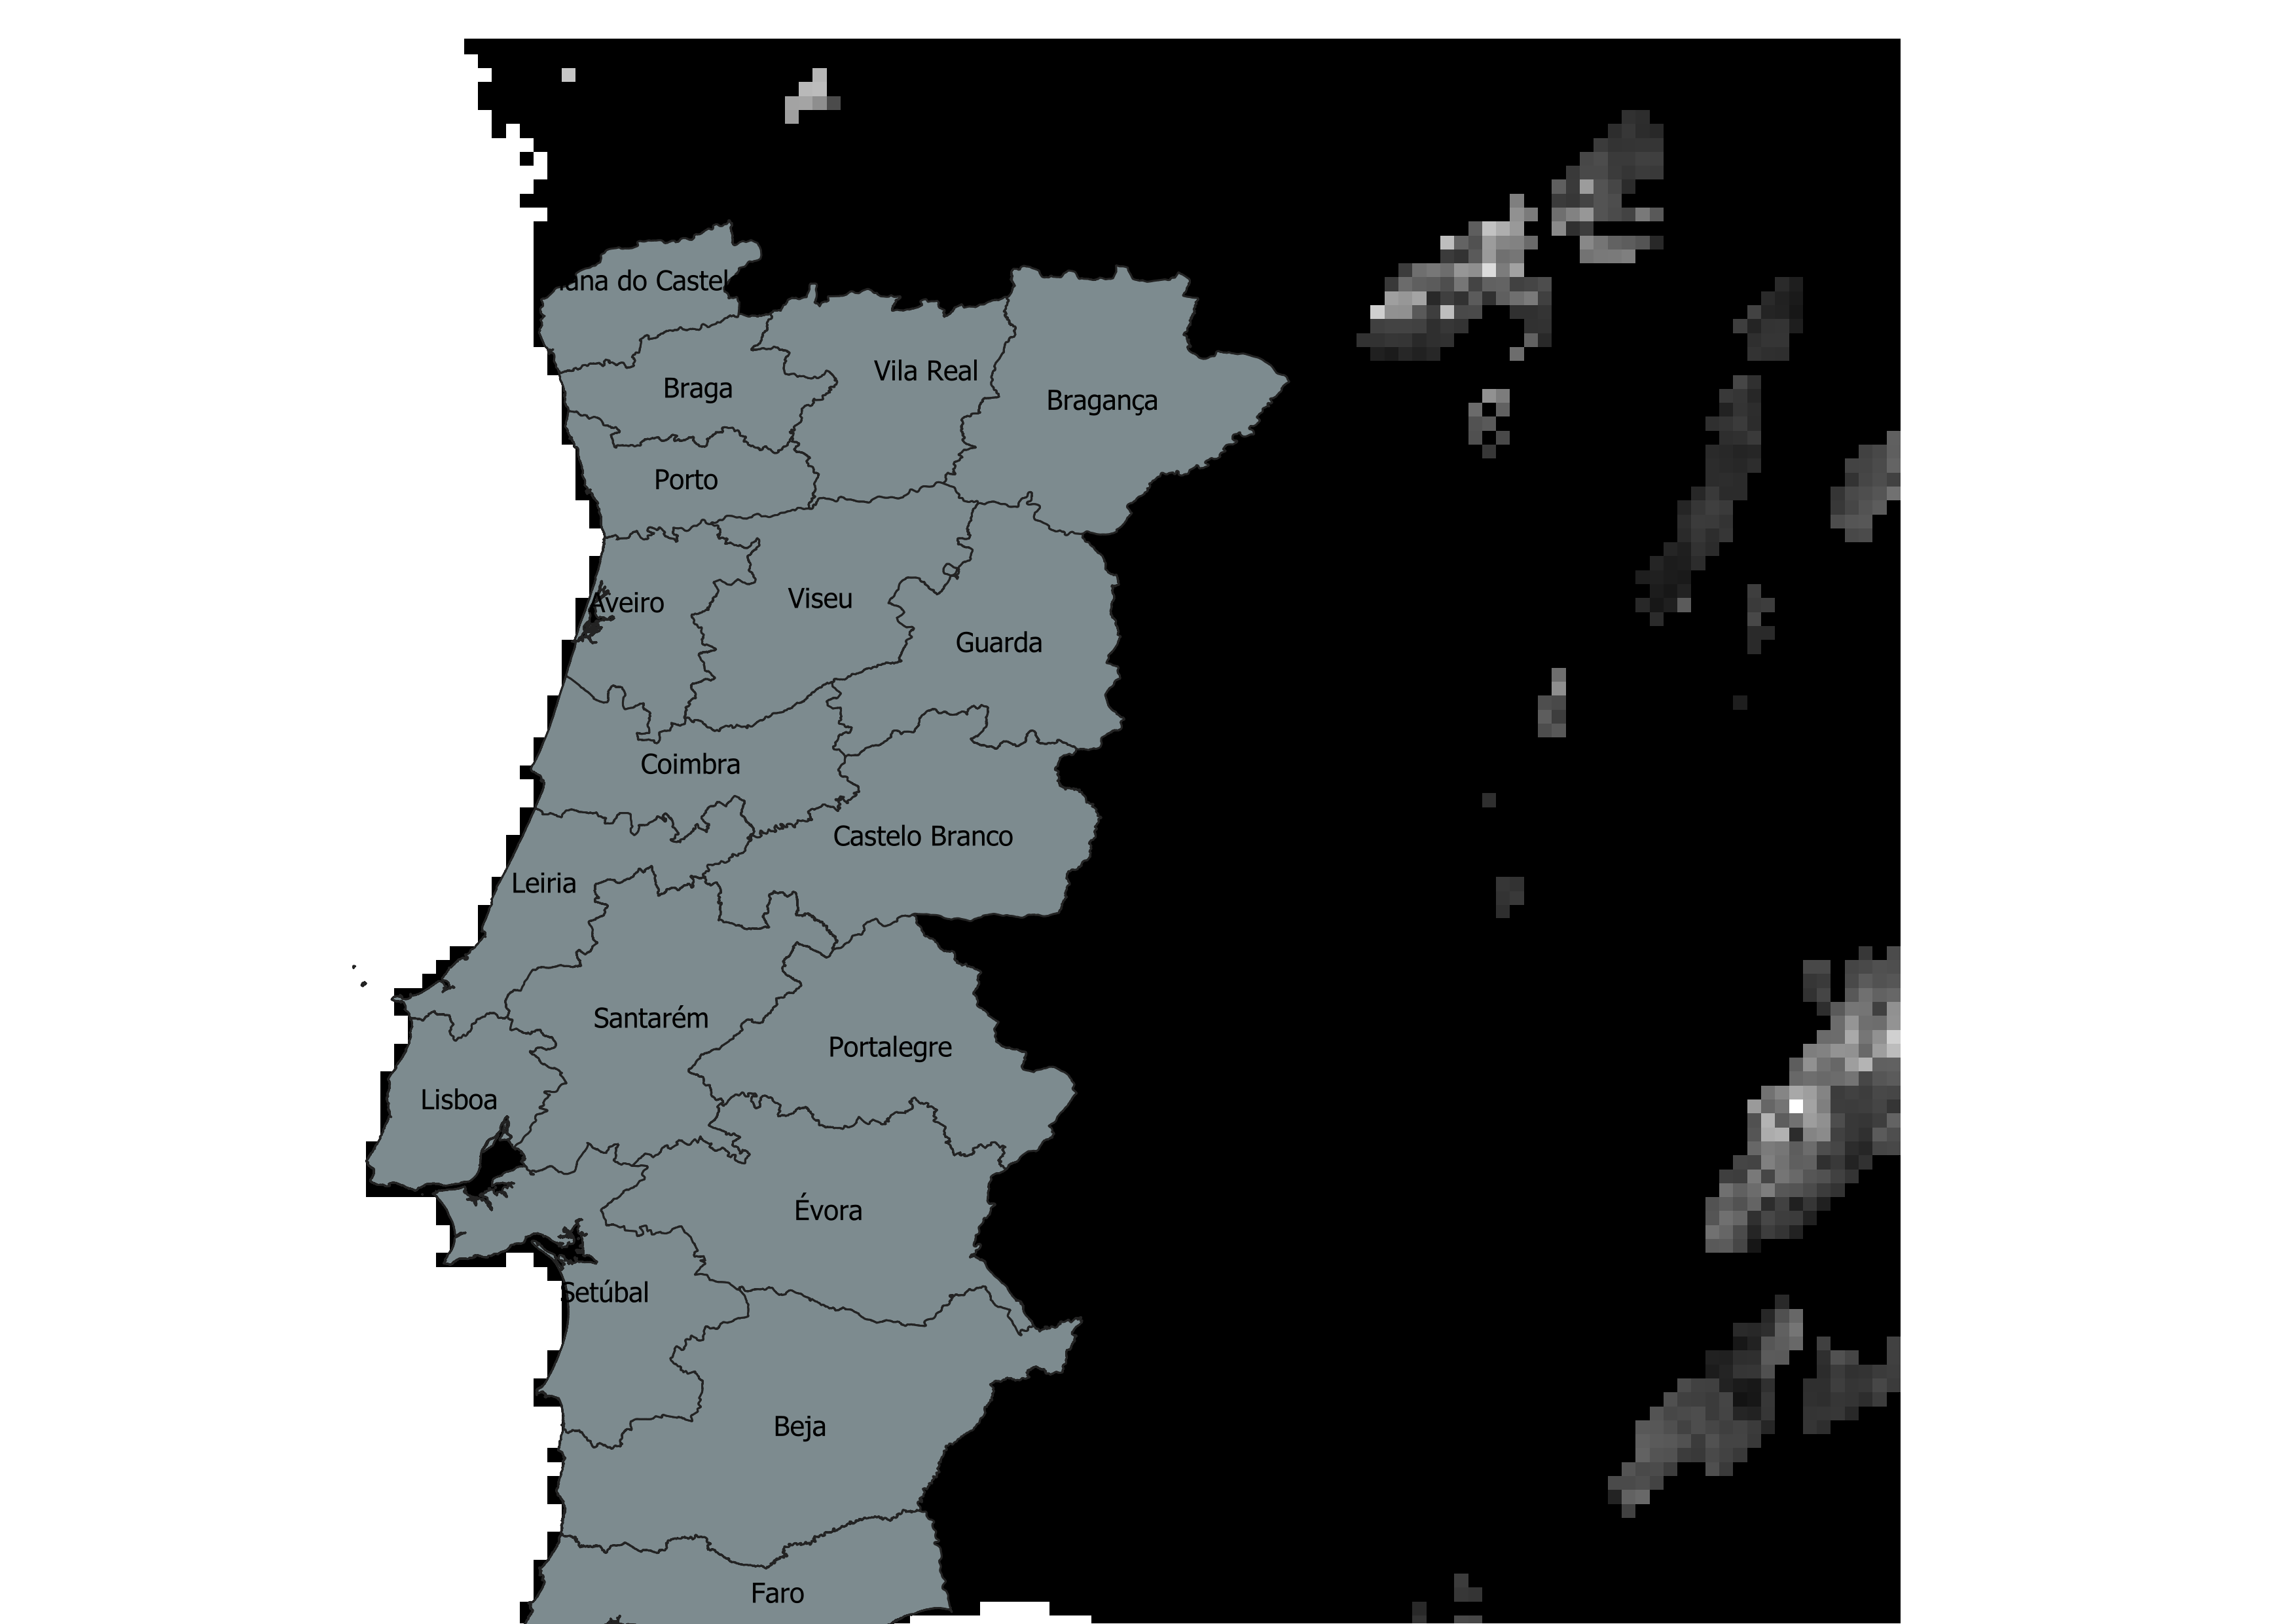 ana do Castel
Vila Real
Braga
Bragança
Porto
Aveiro
Viseu
Guarda
Coimbra
Castelo Branco
Leiria
Santarém
Portalegre
Lisboa
Évora
Setúbal
Beja
Faro